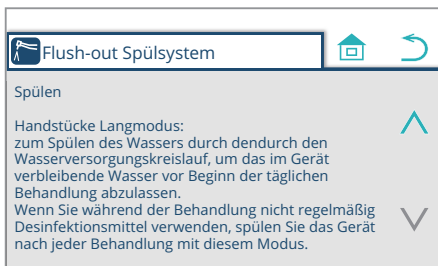 Flush-out Spülsystem
Spülen
Handstücke Langmodus:
zum Spülen des Wassers durch dendurch den
Wasserversorgungskreislauf, um das im Gerät
verbleibende Wasser vor Beginn der täglichen
Behandlung abzulassen.
Wenn Sie während der Behandlung nicht regelmäßig
Desinfektionsmittel verwenden, spülen Sie das Gerät
nach jeder Behandlung mit diesem Modus.